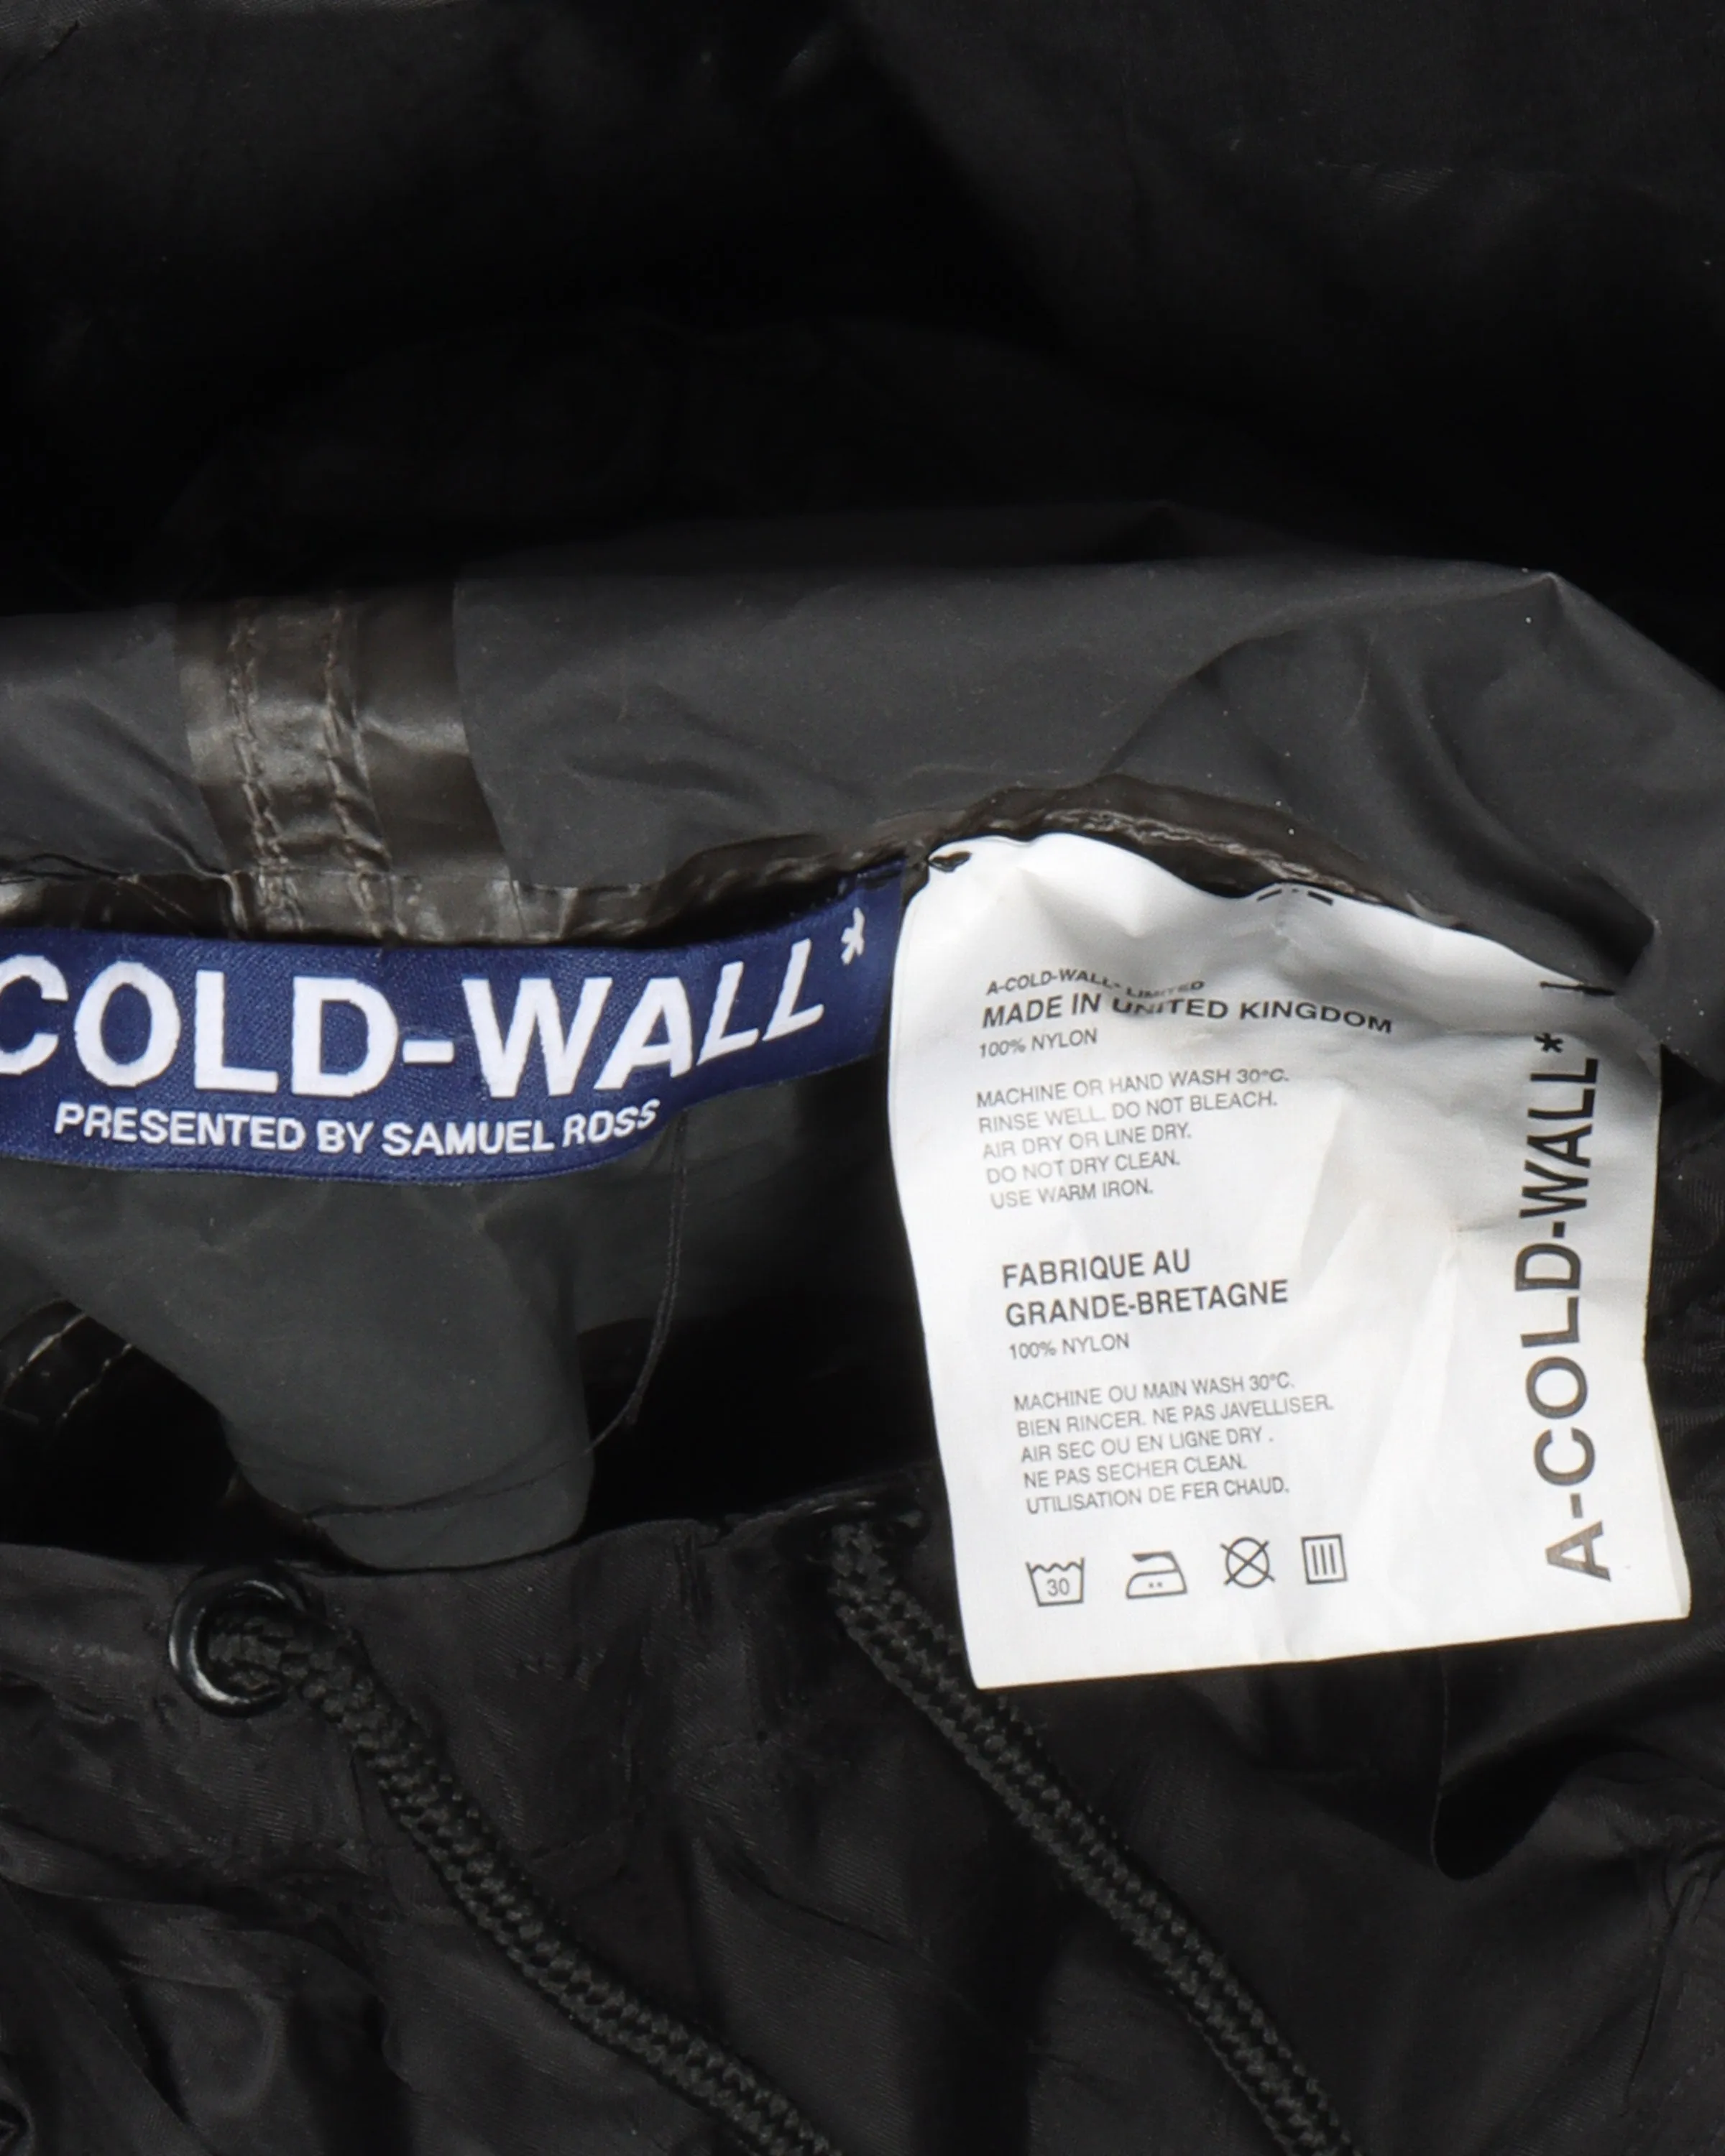 COLD-WALL*
PRESENTED BY SAMUEL ROSS
A-COLD-WALL* LIMITED
MADE IN UNITED KINGDOM
100% NYLON
MACHINE OR HAND WASH 30°C.
RINSE WELL. DO NOT BLEACH.
AIR DRY OR LINE DRY.
DO NOT DRY CLEAN.
USE WARM IRON.
FABRIQUE AU
GRANDE-BRETAGNE
100% NYLON
MACHINE OU MAIN WASH 30°C.
BIEN RINCER. NE PAS JAVELLISER.
AIR SEC OU EN LIGNE DRY .
NE PAS SECHER CLEAN.
UTILISATION DE FER CHAUD.
30
A-COLD-WALL*